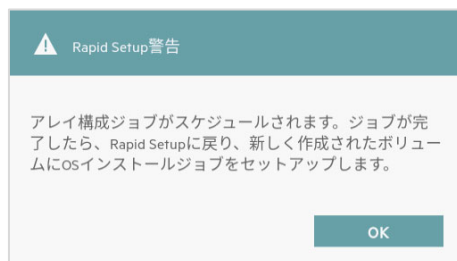 Rapid Setup警告
アレイ構成ジョブがスケジュールされます。ジョブが完
了したら、Rapid Setupに戻り、新しく作成されたボリュー
ムにOSインストールジョブをセットアップします。
OK